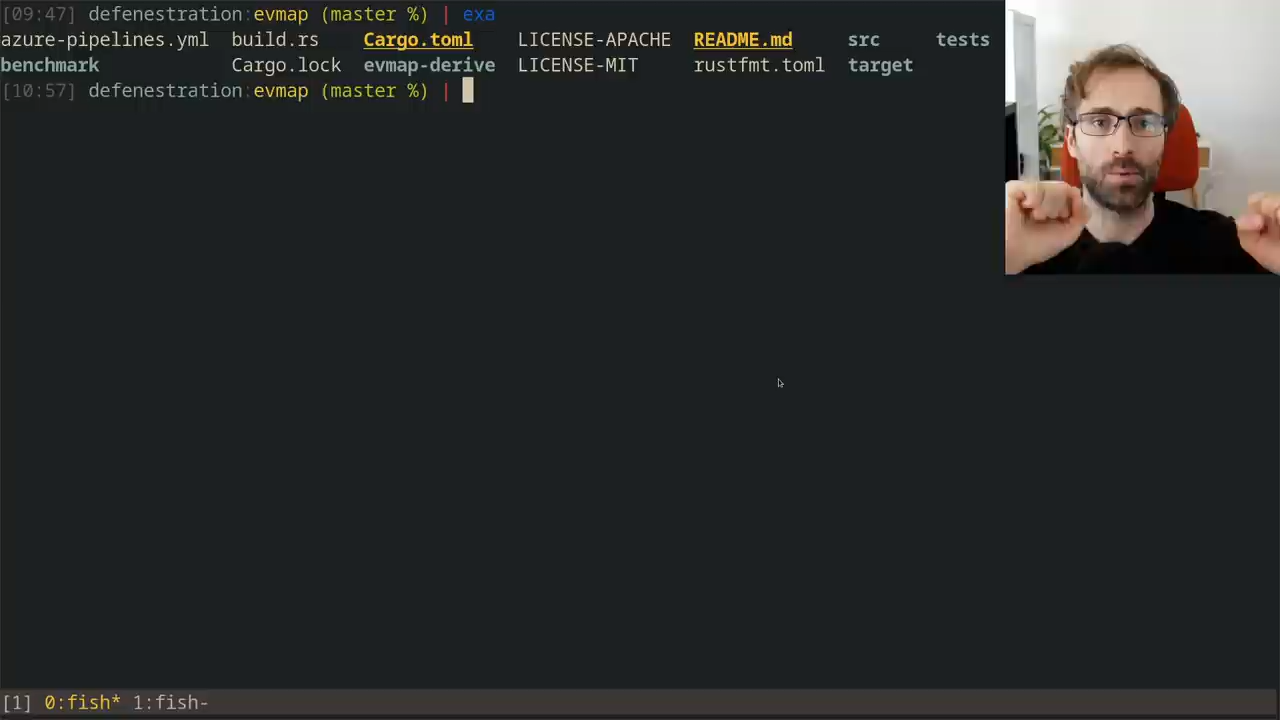 [09:47] defenestration:evmap (master %) | exa
azure-pipelines.yml build.rs Cargo.toml LICENSE-APACHE README.md src tests
benchmark Cargo.lock evmap-derive LICENSE-MIT rustfmt.toml target
[10:57] defenestration:evmap (master %) |
[1] 0:fish* 1:fish-